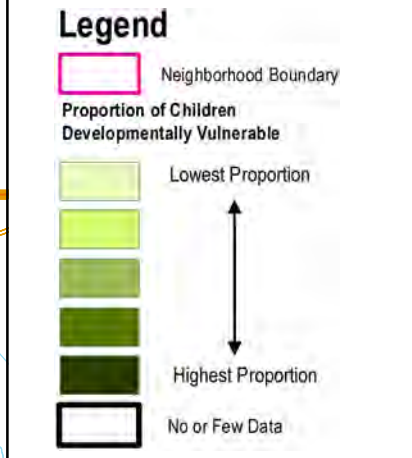 Legend
Neighborhood Boundary
Proportion of Children
Developmentally Vulnerable
Lowest Proportion
Highest Proportion
No or Few Data